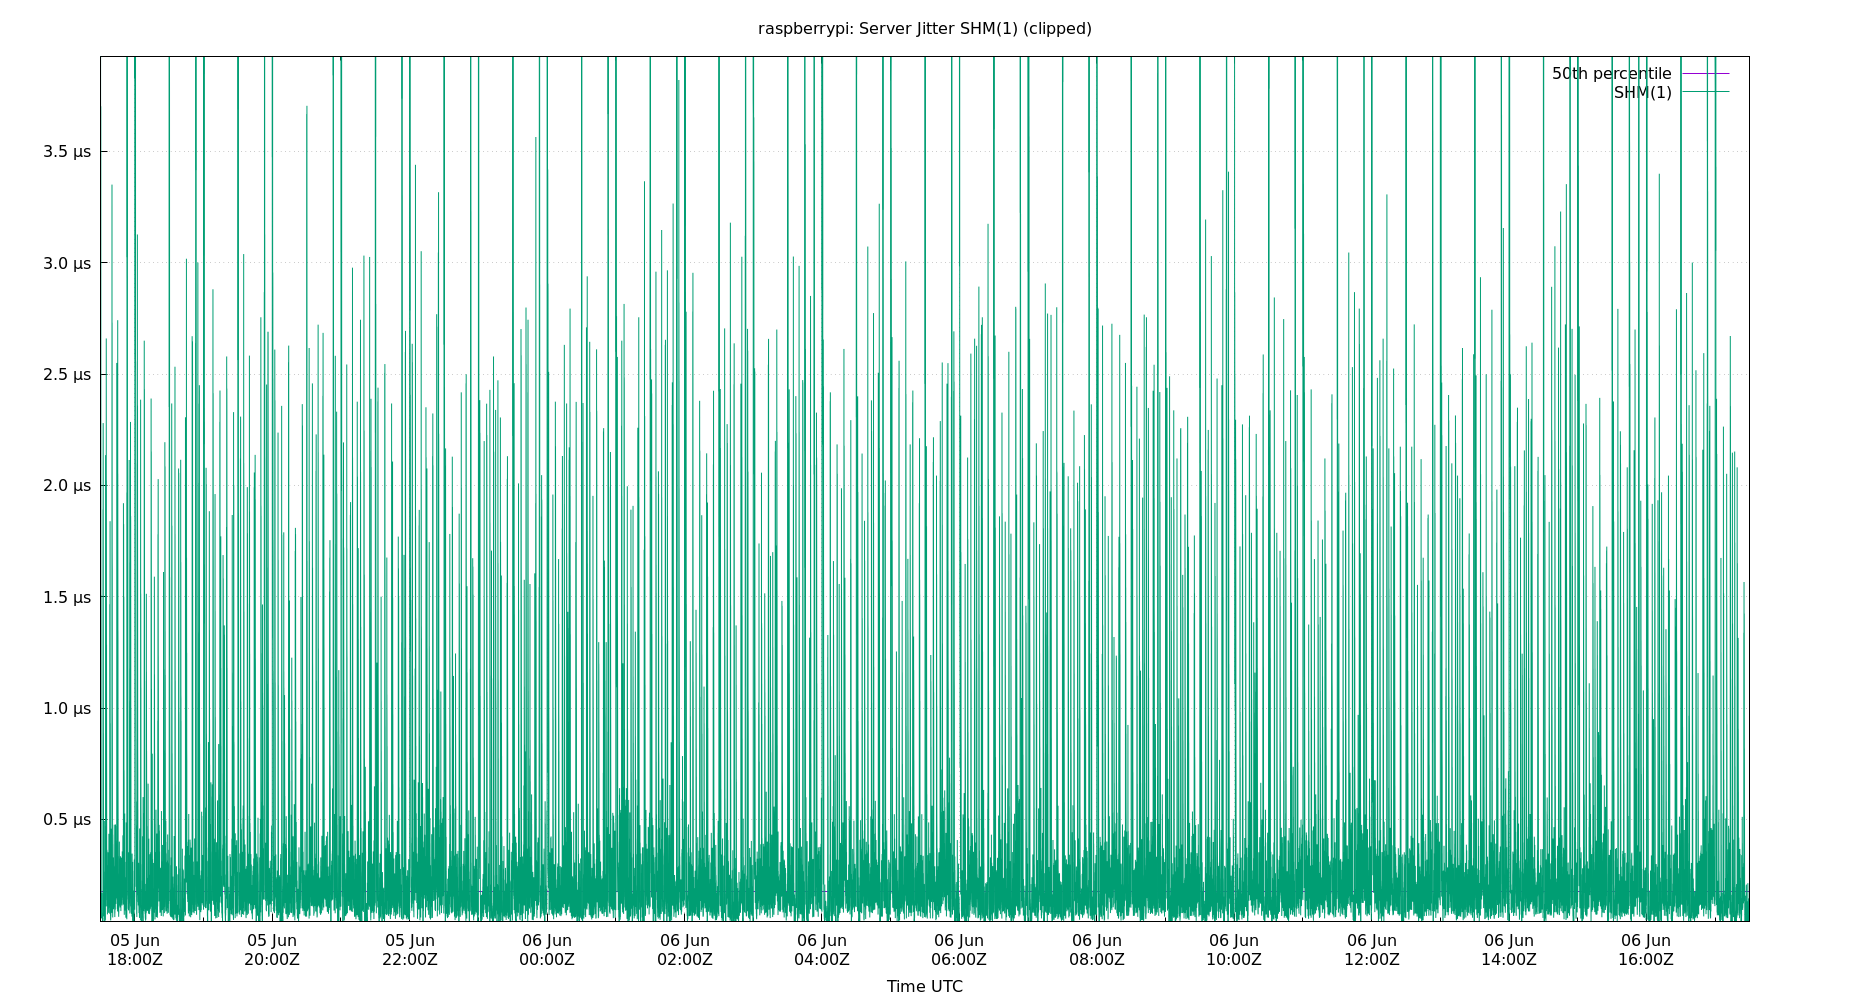 raspberrypi: Server Jitter SHM(1) (clipped)
50th percentile
SHM(1)
3.5 µs
3.0 µs
2.5 µs
2.0 µs
1.5 µs
1.0 µs
0.5 µs
05 Jun 05 Jun 05 Jun 06 Jun 06 Jun 06 Jun 06 Jun 06 Jun 06 Jun 06 Jun 06 Jun 06 Jun
18:00Z 20:00Z 22:00Z 00:00Z 02:00Z 04:00Z 06:00Z 08:00Z 10:00Z 12:00Z 14:00Z 16:00Z
Time UTC